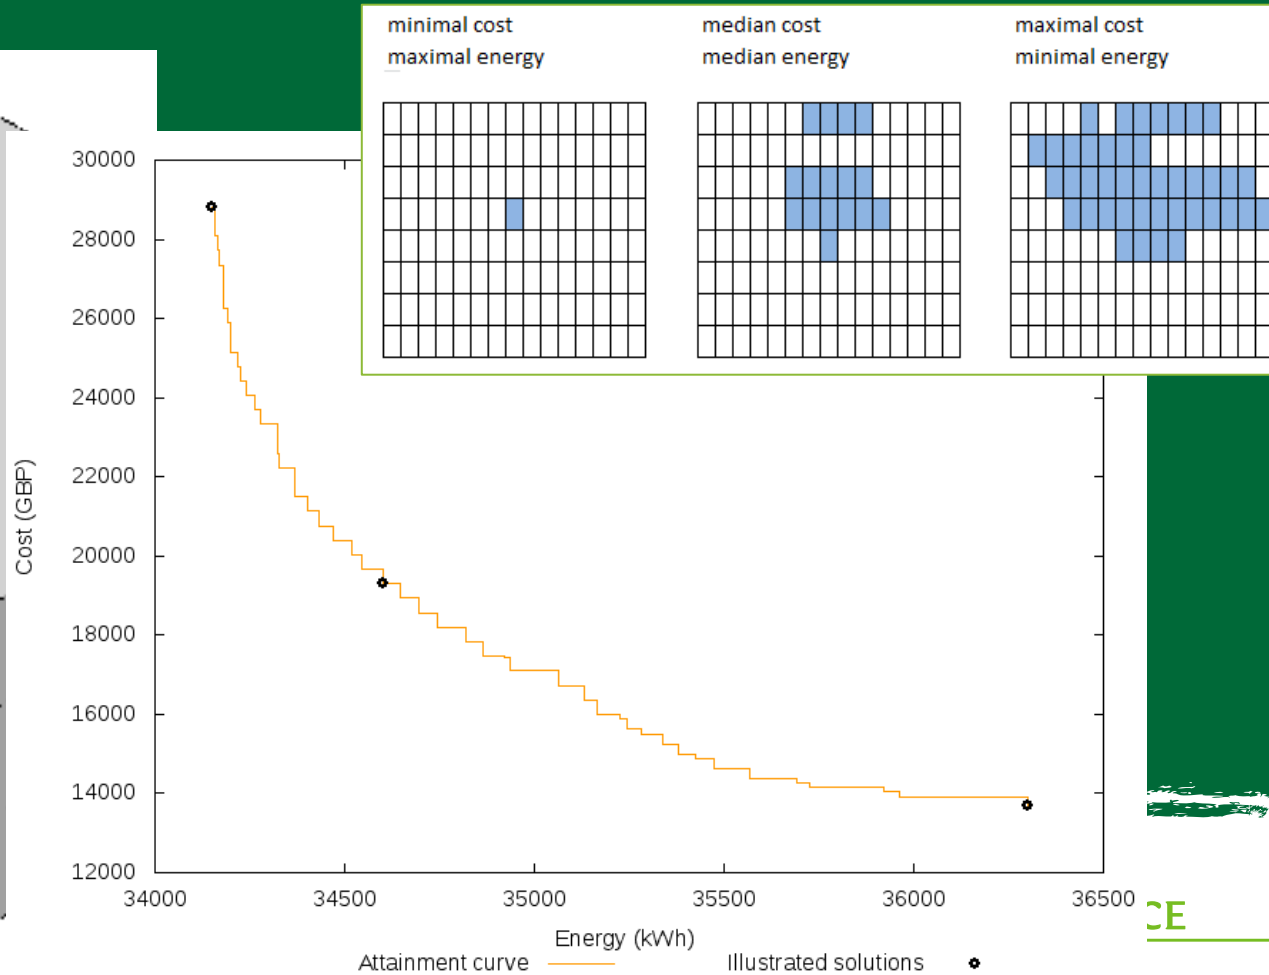 minimal cost
maximal energy
median cost
median energy
maximal cost
minimal energy
30000
28000
26000
24000
22000
20000
18000
16000
14000
12000
Cost (GBP)
34000 34500 35000 35500 36000 36500
Energy (kWh)
Attainment curve Illustrated solutions
CE